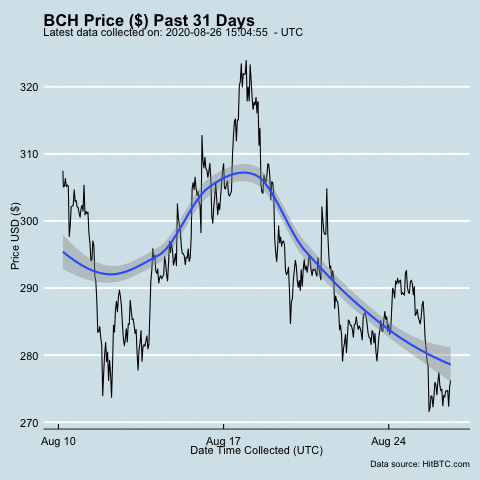 BCH Price ($) Past 31 Days
Latest data collected on: 2020-08-26 15:04:55 - UTC
Price USD ($)
320
310
300
290
280
270
Aug 10
Aug 17
Aug 24
Date Time Collected (UTC)
Data source: HitBTC.com